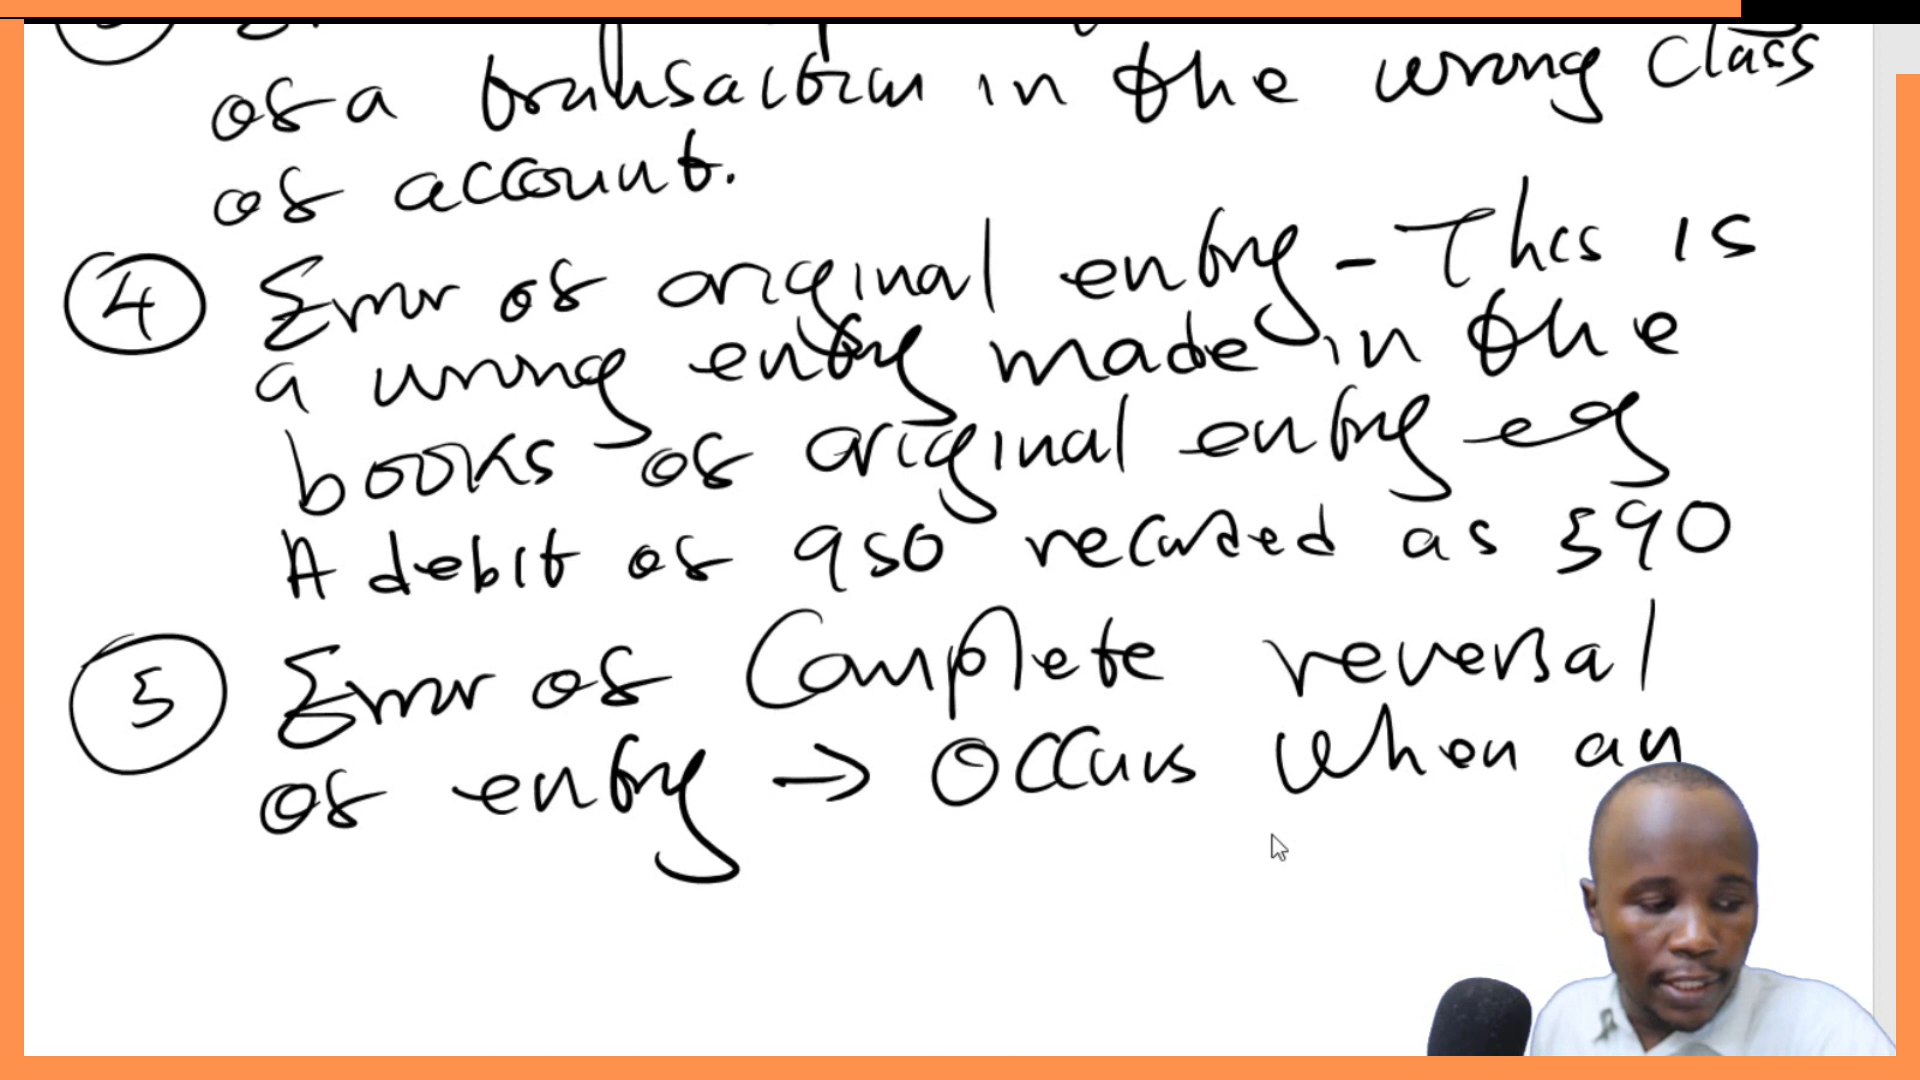 of a transaction in the wrong class
of account.
4 Error of original entry - This is
a wrong entry made in the
books of original entry eg
A debit of 950 recorded as 590
5 Error of Complete reversal
of entry → Occurs when an